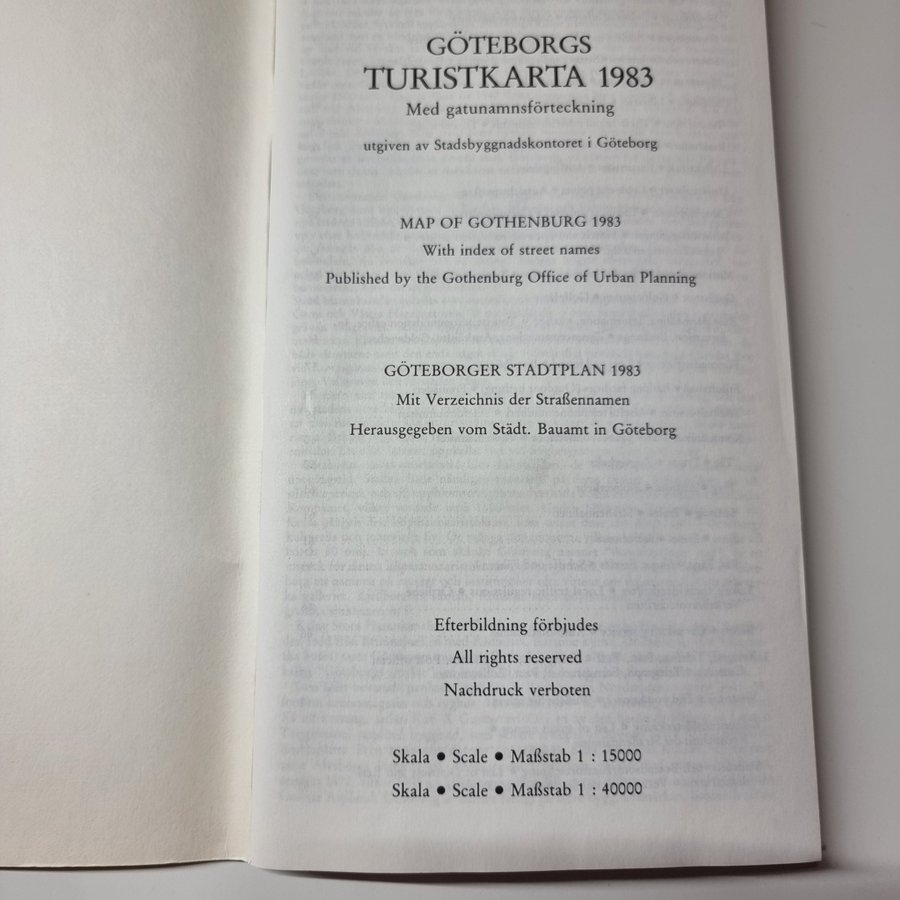 GÖTEBORGS
TURISTKARTA 1983
Med gatunamnsförteckning
utgiven av Stadsbyggnadskontoret i Göteborg
MAP OF GOTHENBURG 1983
With index of street names
Published by the Gothenburg Office of Urban Planning
GÖTEBORGER STADTPLAN 1983
Mit Verzeichnis der Straßennamen
Herausgegeben vom Städt. Bauamt in Göteborg
Efterbildning förbjudes
All rights reserved
Nachdruck verboten
Skala ● Scale ● Maßstab 1 : 15000
Skala ● Scale ● Maßstab 1 : 40000